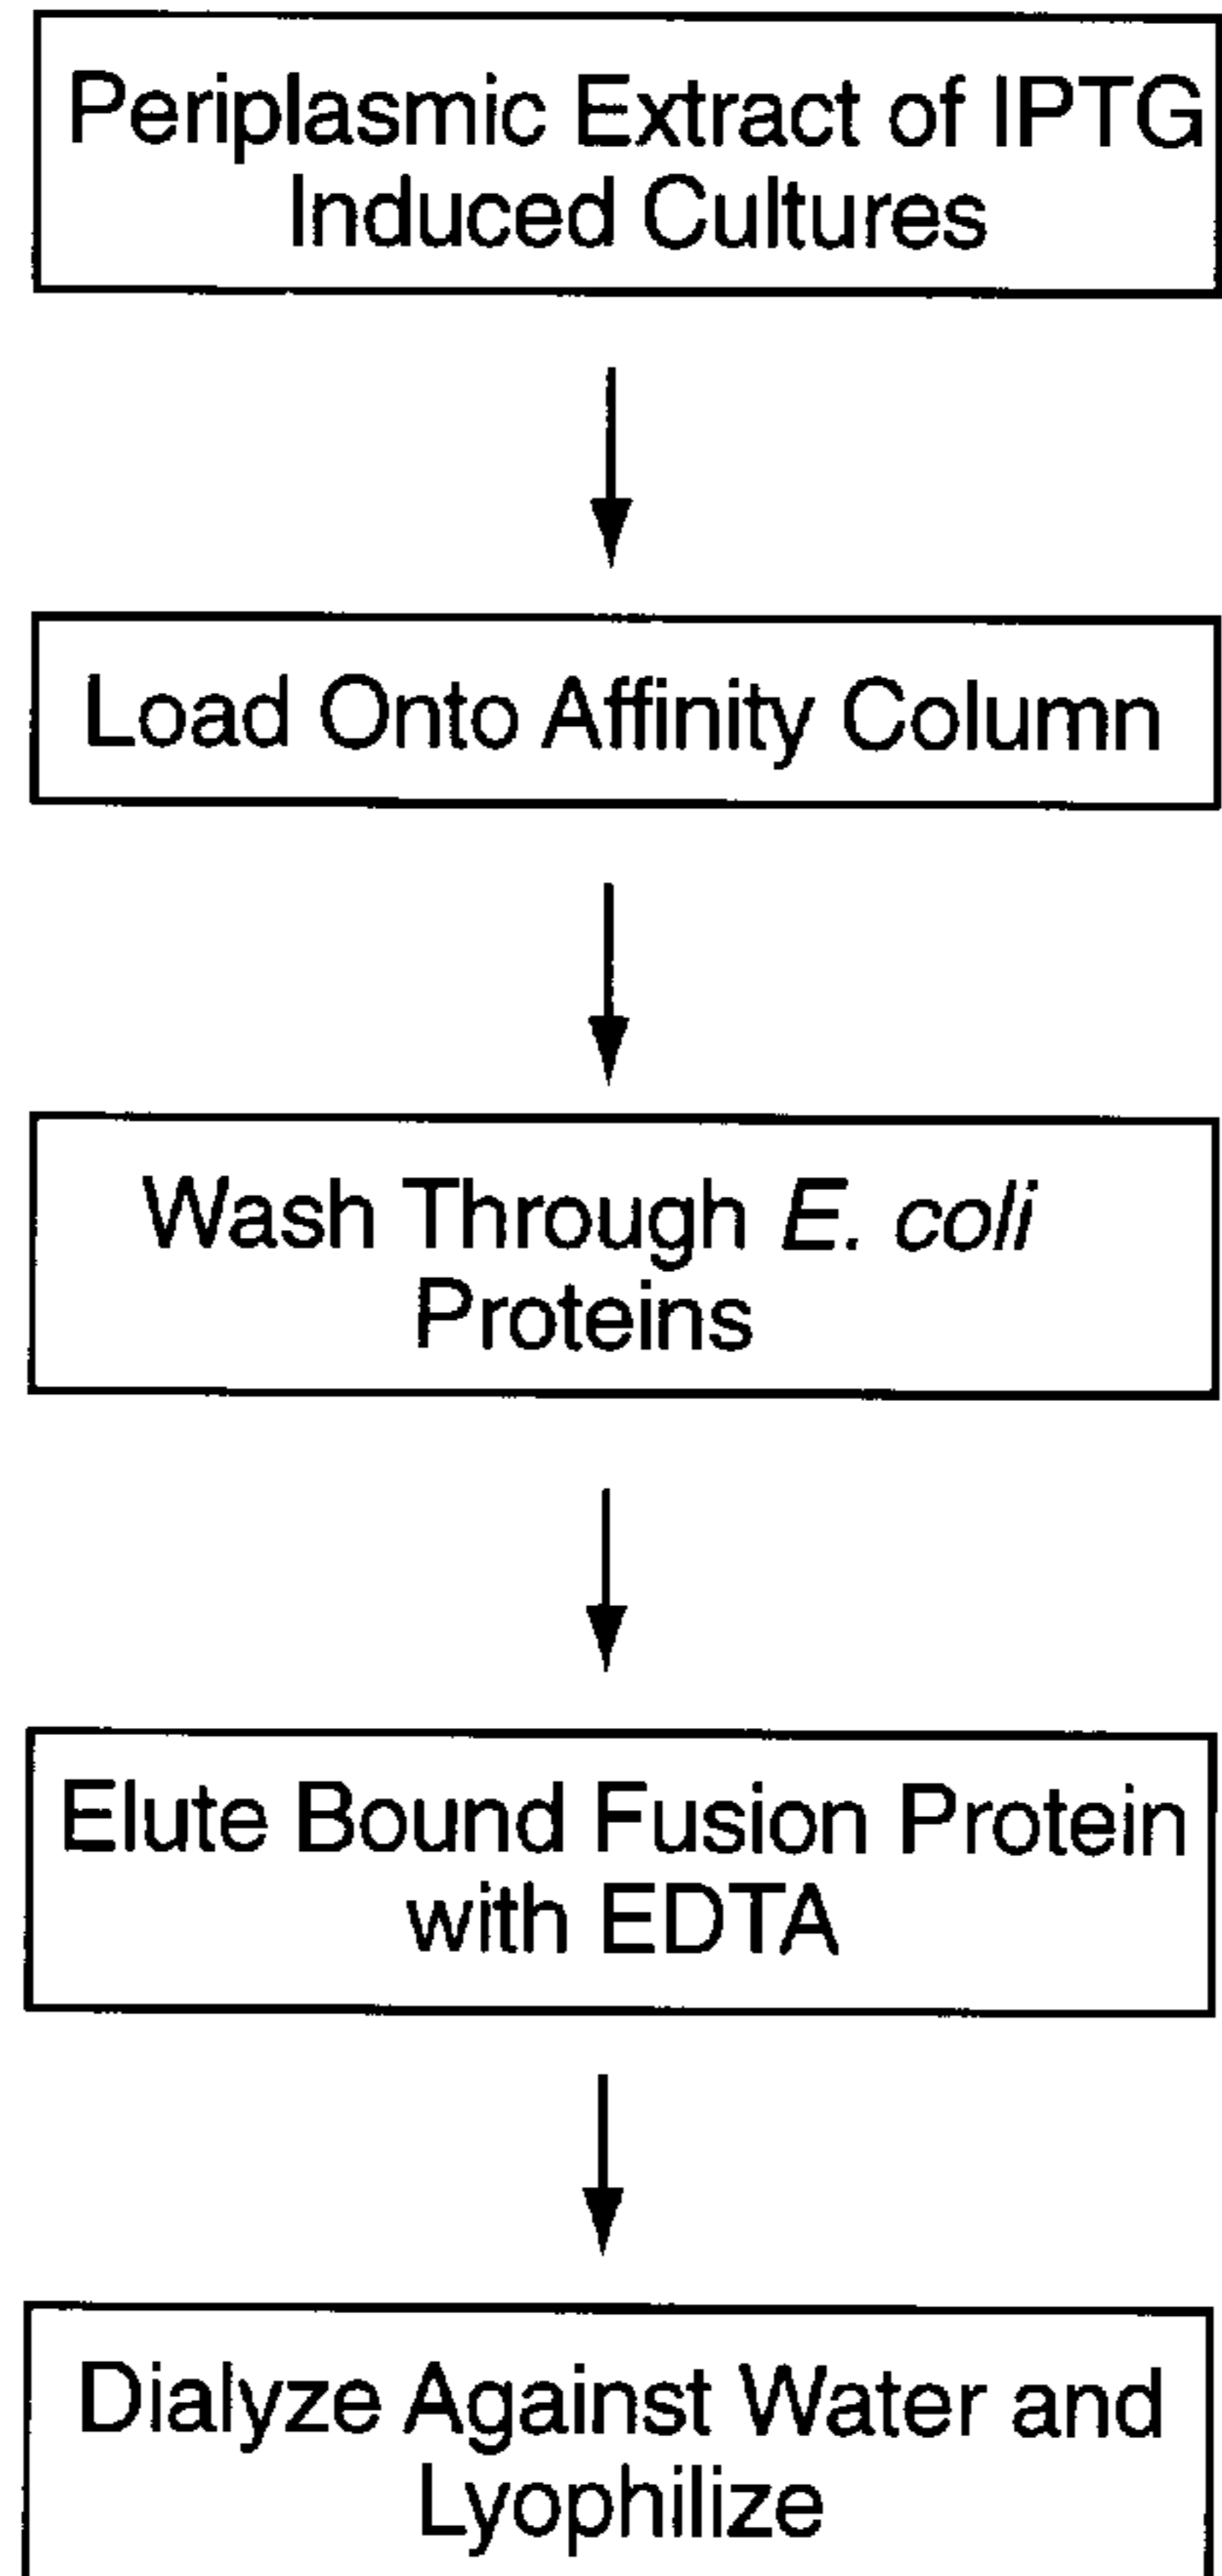 Periplasmic Extract of IPTG
Induced Cultures
Load Onto Affinity Column
Wash Through E. coli
Proteins
Elute Bound Fusion Protein
with EDTA
Dialyze Against Water and
Lyophilize